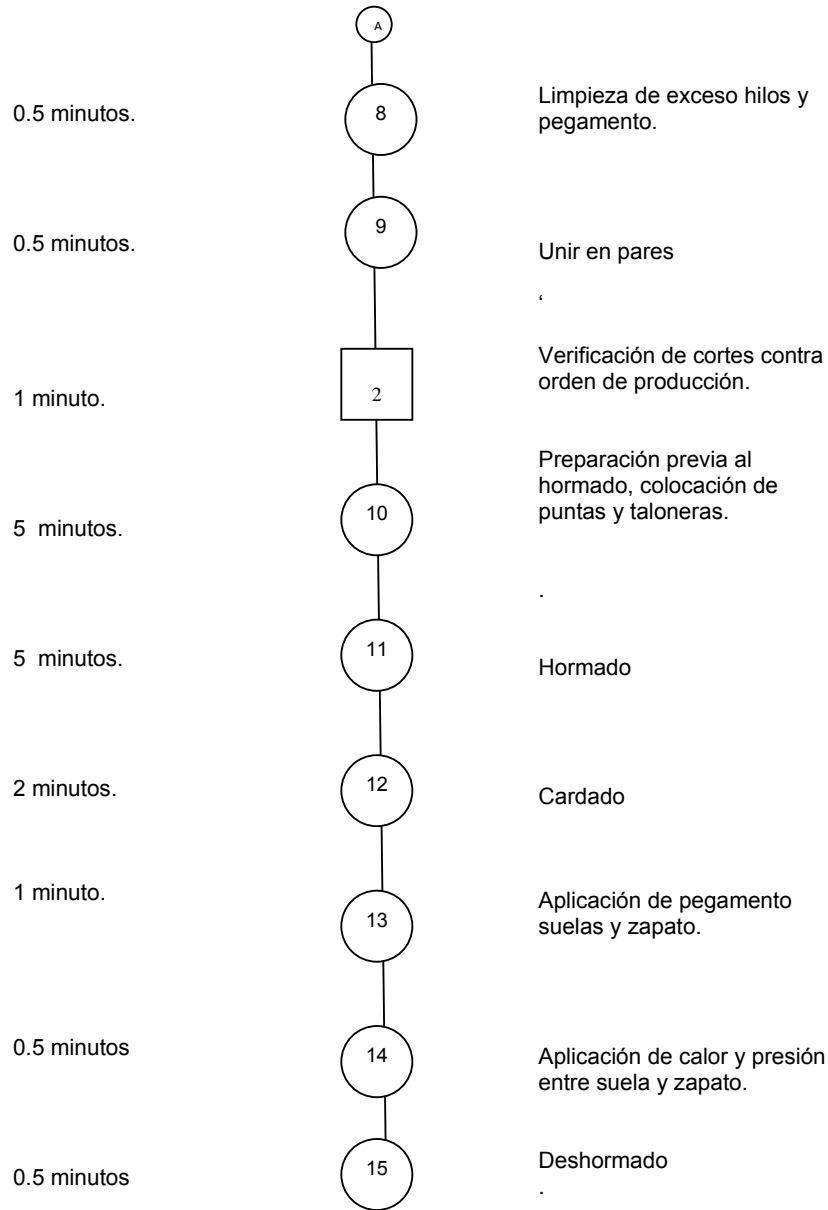 A
0.5 minutos.
8
Limpieza de exceso hilos y
pegamento.
0.5 minutos.
9
Unir en pares
‘
1 minuto.
2
Verificación de cortes contra
orden de producción.
5  minutos.
10
Preparación previa al
hormado, colocación de
puntas y taloneras.
.
5  minutos.
11
Hormado
2 minutos.
12
Cardado
1 minuto.
13
Aplicación de pegamento
suelas y zapato.
0.5 minutos
14
Aplicación de calor y presión
entre suela y zapato.
0.5 minutos
15
Deshormado
.